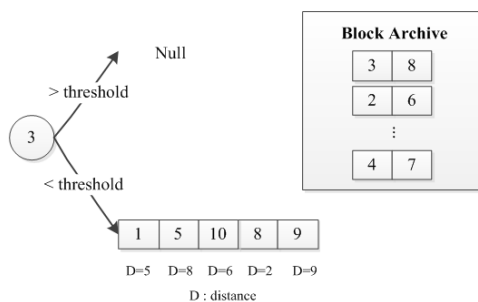 Null
> threshold
3
< threshold
1 5 10 8 9
D=5 D=8 D=6 D=2 D=9
D : distance
Block Archive
3 8
2 6
⋮
4 7